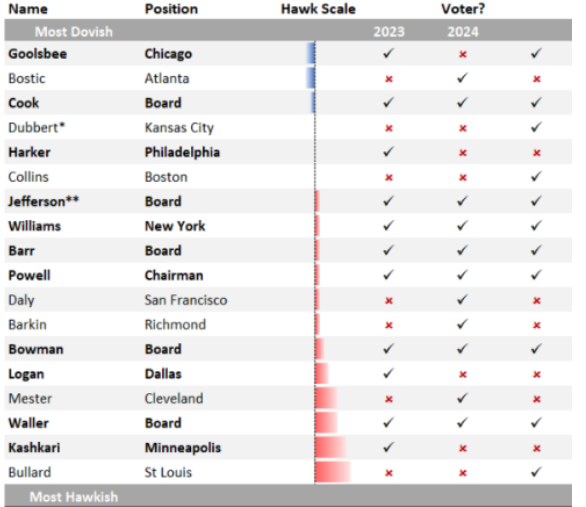 Name Position Hawk Scale Voter?
Most Dovish 2023 2024
Goolsbee Chicago ✓ × ✓
Bostic Atlanta × ✓ ×
Cook Board ✓ ✓ ✓
Dubbert* Kansas City × × ✓
Harker Philadelphia ✓ × ×
Collins Boston × × ✓
Jefferson** Board ✓ ✓ ✓
Williams New York ✓ ✓ ✓
Barr Board ✓ ✓ ✓
Powell Chairman ✓ ✓ ✓
Daly San Francisco × ✓ ×
Barkin Richmond × ✓ ×
Bowman Board ✓ ✓ ✓
Logan Dallas ✓ × ×
Mester Cleveland × ✓ ×
Waller Board ✓ ✓ ✓
Kashkari Minneapolis ✓ × ×
Bullard St Louis × × ✓
Most Hawkish